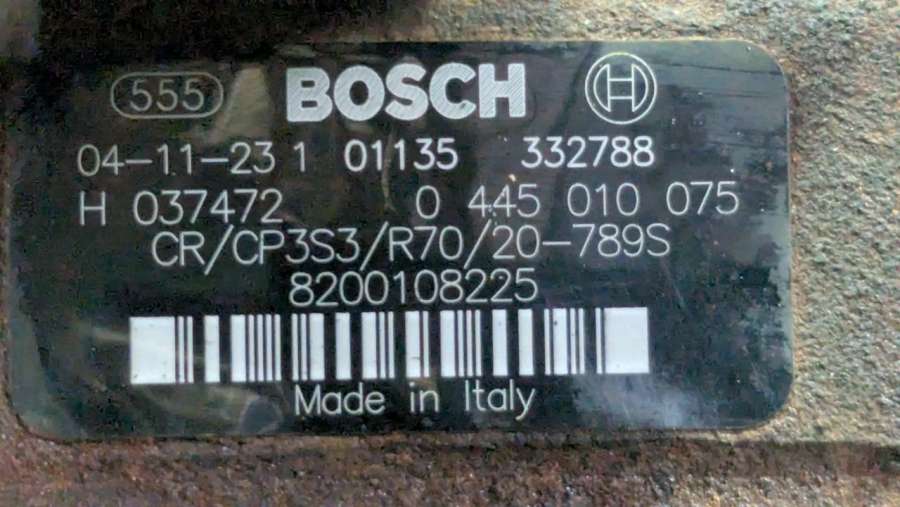 555 BOSCH
04-11-23 1 01135 332788
H 037472 0 445 010 075
CR/CP3S3/R70/20-789S
8200108225
Made in Italy